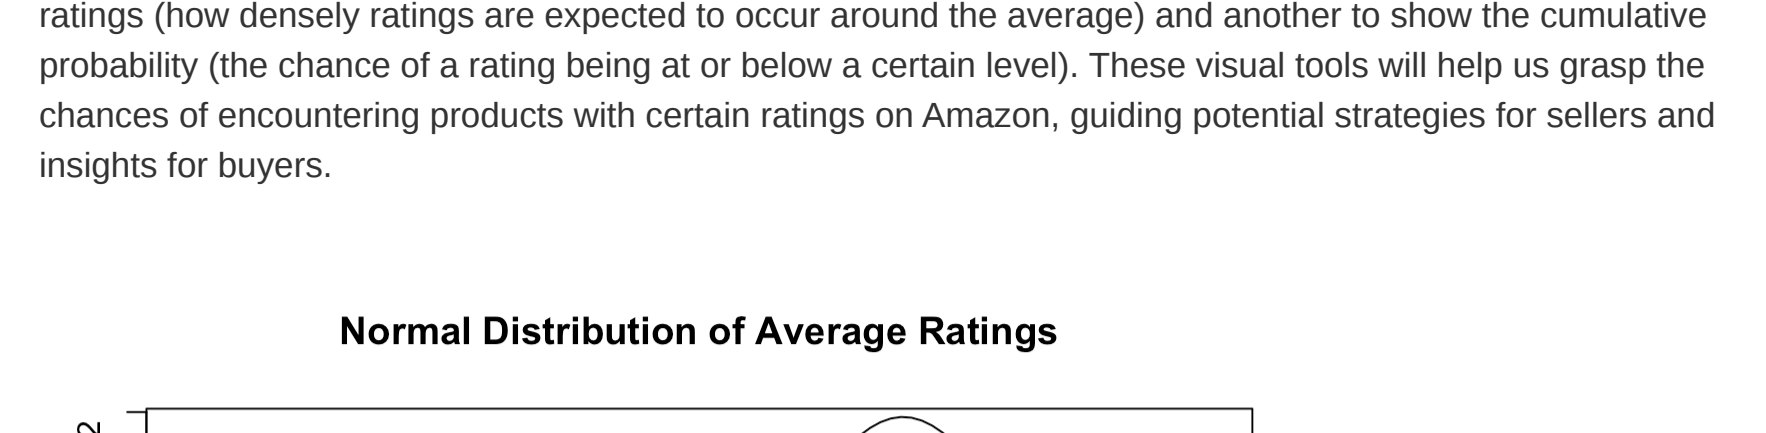 ratings (how densely ratings are expected to occur around the average) and another to show the cumulative
probability (the chance of a rating being at or below a certain level). These visual tools will help us grasp the
chances of encountering products with certain ratings on Amazon, guiding potential strategies for sellers and
insights for buyers.
Normal Distribution of Average Ratings